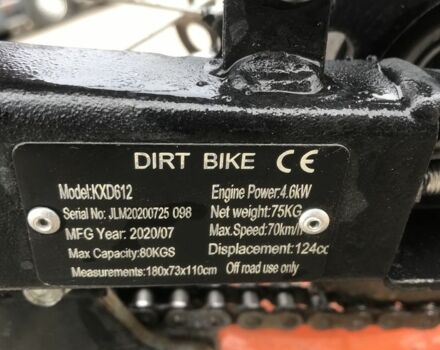 DIRT BIKE CE
Model:KXD612 Engine Power:4.6kW
Serial No: JLM20200725 098 Net weight:75KG
MFG Year: 2020/07 Max.Speed:70km/h
Max Capacity:80KGS Displacement:124cc
Measurements:180x73x110cm Off road use only